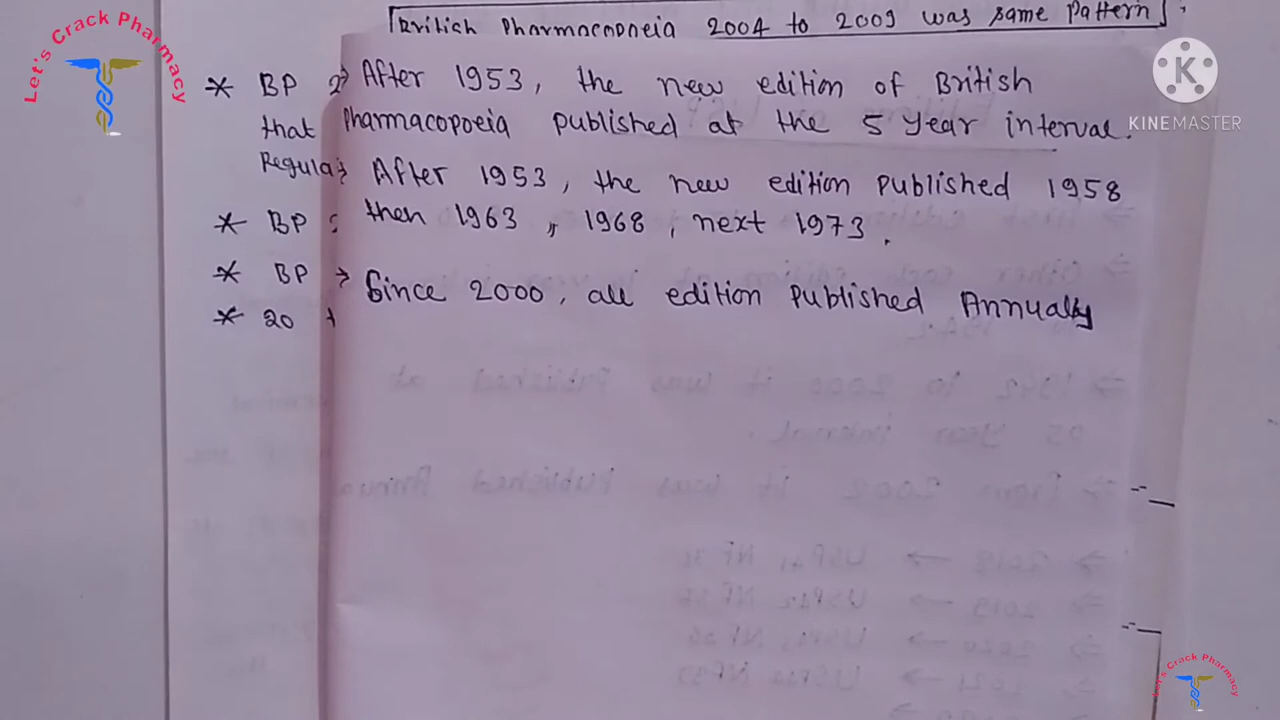 Let's Crack Pharmacy
KINEMASTER
British Pharmacopoeia 2004 to 2009 was same Pattern.
* BP 2
that
Regula
* BP
* BP
* 20
→ After 1953, the new edition of British
Pharmacopoeia published at the 5 year interval.
→ After 1953, the new edition published 1958
then 1963, 1968, next 1973.
→ Since 2000, all edition published Annually
Let's Crack Pharmacy